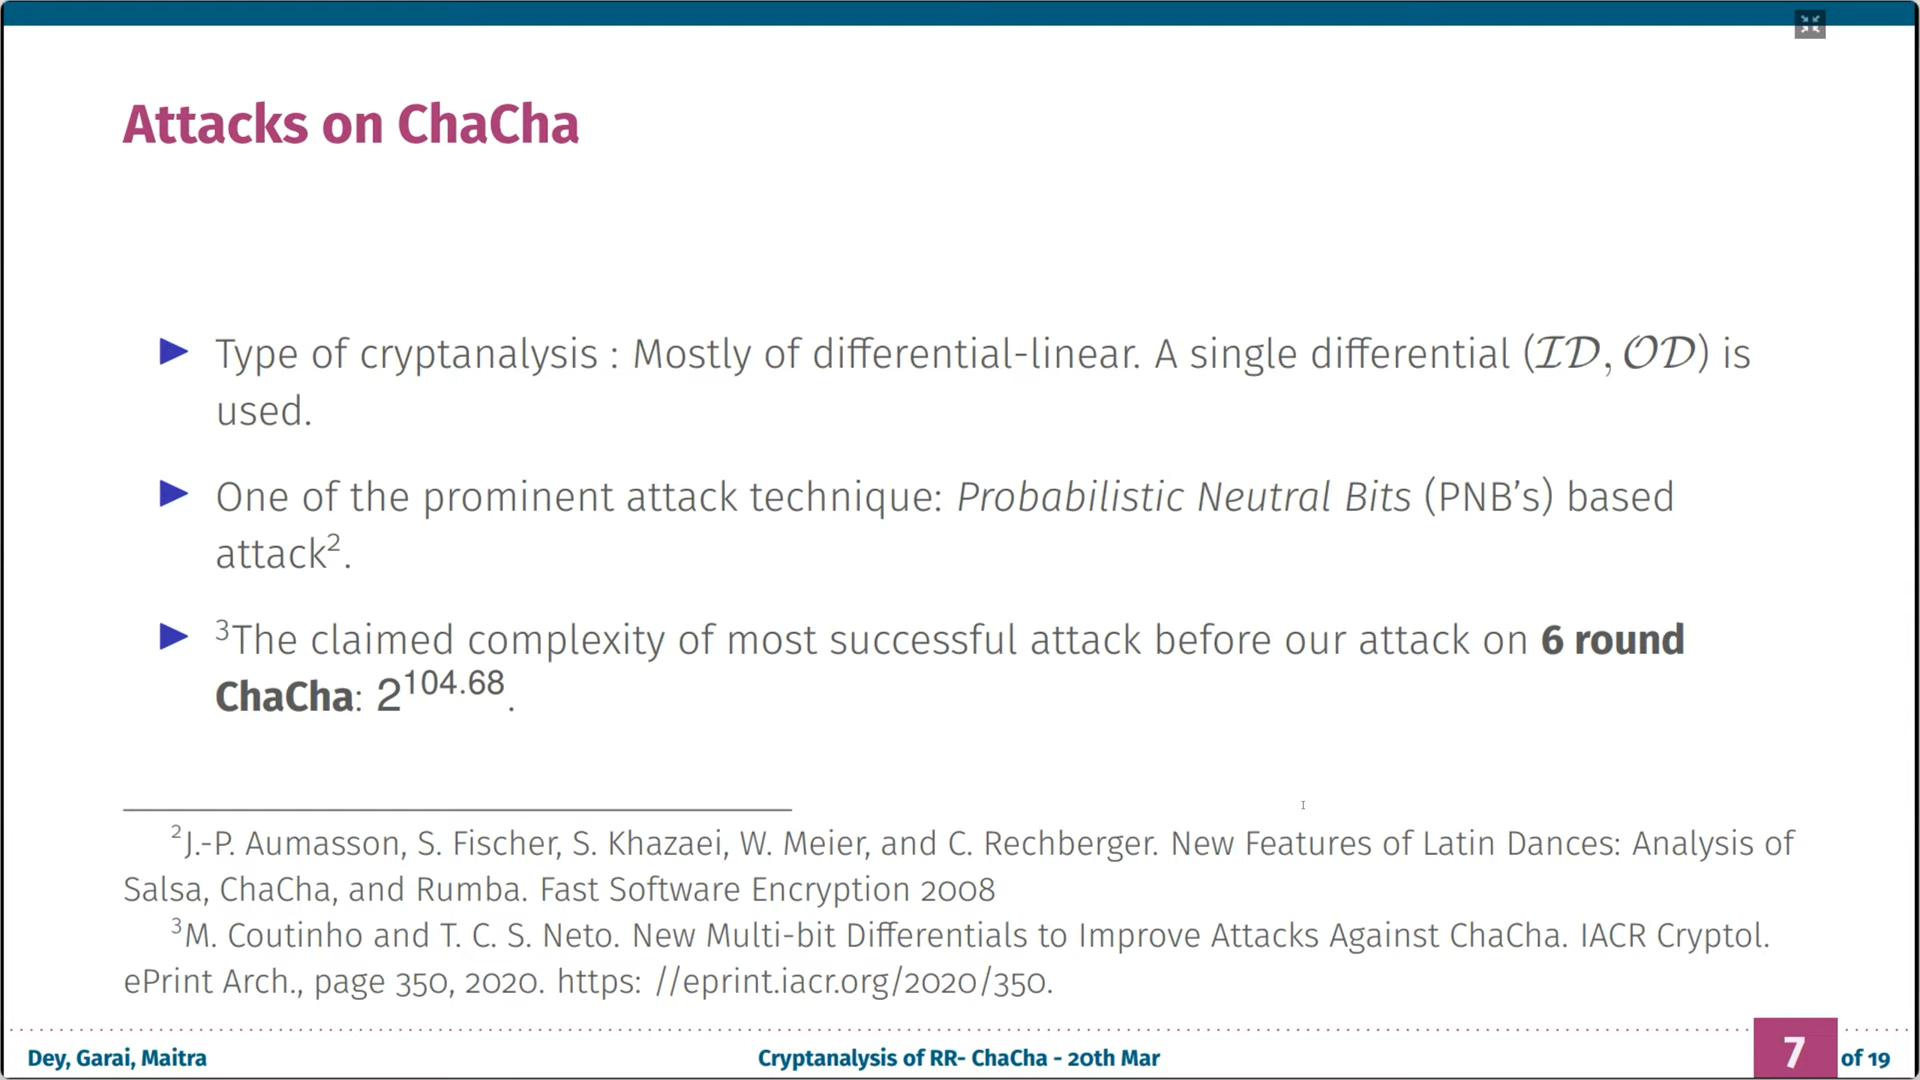 Attacks on ChaCha
Type of cryptanalysis : Mostly of differential-linear. A single differential (ℐ𝒟, 𝒪𝒟) is
used.
One of the prominent attack technique: Probabilistic Neutral Bits (PNB’s) based
attack².
³The claimed complexity of most successful attack before our attack on 6 round
ChaCha: 2^104.68.
²J.-P. Aumasson, S. Fischer, S. Khazaei, W. Meier, and C. Rechberger. New Features of Latin Dances: Analysis of
Salsa, ChaCha, and Rumba. Fast Software Encryption 2008
³M. Coutinho and T. C. S. Neto. New Multi-bit Differentials to Improve Attacks Against ChaCha. IACR Cryptol.
ePrint Arch., page 350, 2020. https: //eprint.iacr.org/2020/350.
Dey, Garai, Maitra Cryptanalysis of RR- ChaCha - 20th Mar 7 of 19